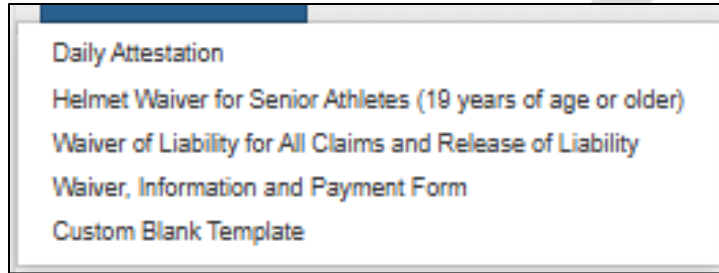 Daily Attestation
Helmet Waiver for Senior Athletes (19 years of age or older)
Waiver of Liability for All Claims and Release of Liability
Waiver, Information and Payment Form
Custom Blank Template